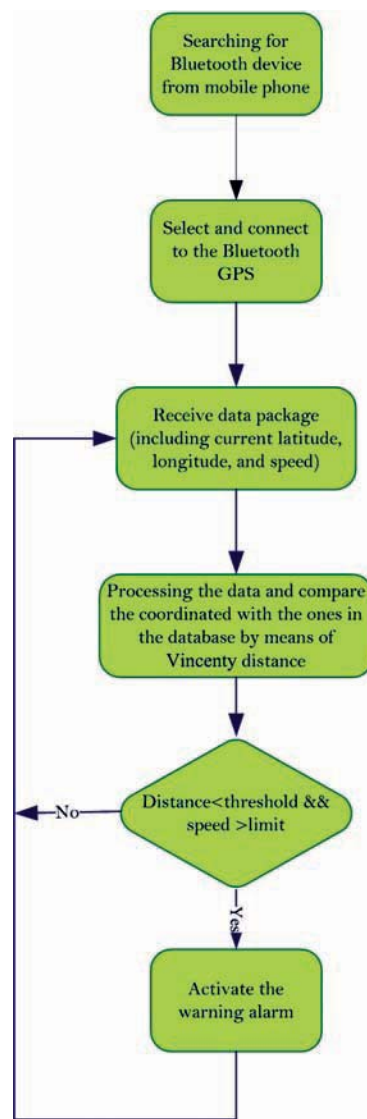 Searching for
Bluetooth device
from mobile phone
Select and connect
to the Bluetooth
GPS
Receive data package
(including current latitude,
longitude, and speed)
Processing the data and compare
the coordinated with the ones in
the database by means of
Vincenty distance
Distance<threshold &&
speed >limit
No
Yes
Activate the
warning alarm